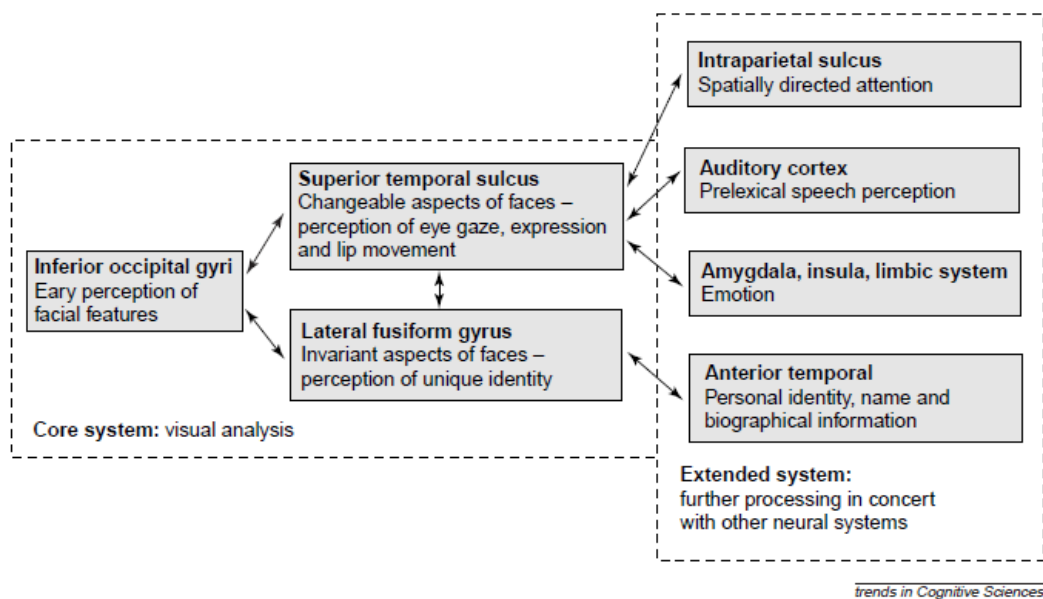 Intraparietal sulcus
Spatially directed attention
Auditory cortex
Prelexical speech perception
Superior temporal sulcus
Changeable aspects of faces –
perception of eye gaze, expression
and lip movement
Inferior occipital gyri
Eary perception of
facial features
Amygdala, insula, limbic system
Emotion
Lateral fusiform gyrus
Invariant aspects of faces –
perception of unique identity
Anterior temporal
Personal identity, name and
biographical information
Core system: visual analysis
Extended system:
further processing in concert
with other neural systems
trends in Cognitive Sciences